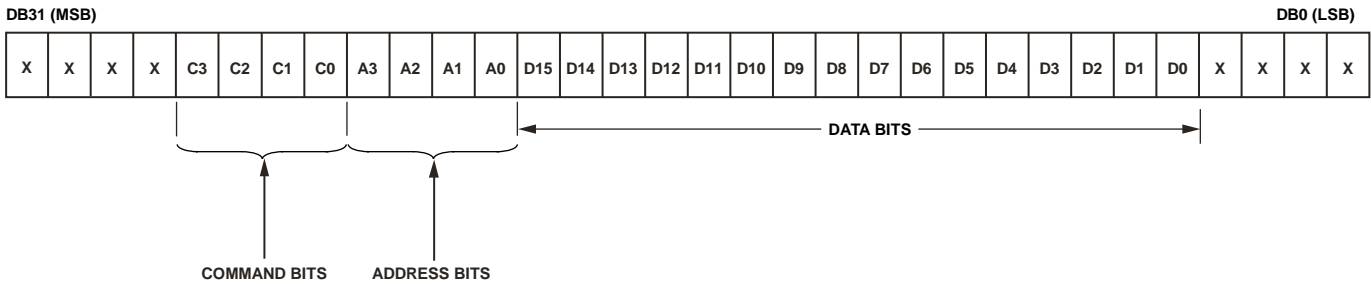 DB31 (MSB) DB0 (LSB)
X X X X C3 C2 C1 C0 A3 A2 A1 A0 D15 D14 D13 D12 D11 D10 D9 D8 D7 D6 D5 D4 D3 D2 D1 D0 X X X X
DATA BITS
COMMAND BITS ADDRESS BITS